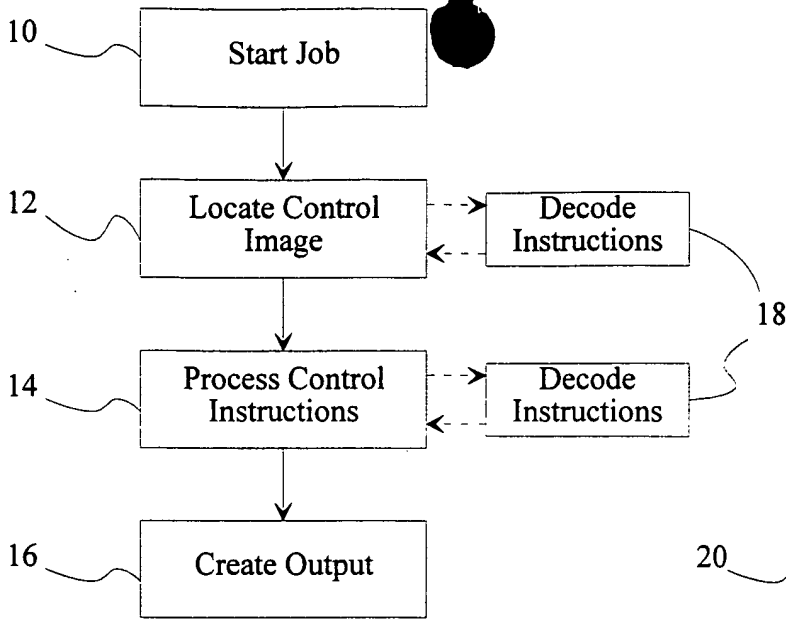 10
Start Job
12
Locate Control
Image
Decode
Instructions
18
14
Process Control
Instructions
Decode
Instructions
16
Create Output
20